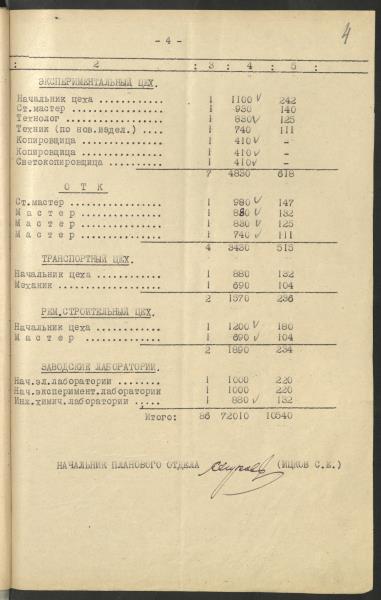 - 4 -
4
: 2 : 3 : 4 : 5 :
ЭКСПЕРИМЕНТАЛЬНЫЙ ЦЕХ.
Начальник цеха ............ 1 1100 √ 242
Ст.мастер ................. 1 930 140
Технолог .................. 1 830√ 125
Техник (по нов.издел.) .... 1 740 111
Копировщица ............... 1 410√ -
Копировщица ............... 1 410√ -
Светокопировщица .......... 1 410√ -
7 4830 618
О Т К
Ст.мастер ................. 1 980 √ 147
М а с т е р ............... 1 880 √ 132
М а с т е р ............... 1 830 √ 125
М а с т е р ............... 1 740 √ 111
4 3430 515
ТРАНСПОРТНЫЙ ЦЕХ.
Начальник цеха ............ 1 880 132
Механик ................... 1 690 104
2 1570 236
РЕМ.СТРОИТЕЛЬНЫЙ ЦЕХ.
Начальник цеха ............ 1 1200 √ 180
М а с т е р ............... 1 690 √ 104
2 1890 234
ЗАВОДСКИЕ ЛАБОРАТОРИИ.
Нач.эл.лаборатории ........ 1 1000 220
Нач.эксперимент.лаборатории 1 1000 220
Инж.химич.лаборатории ..... 1 880 √ 132
Итого: 86 72010 10540
НАЧАЛЬНИК ПЛАНОВОГО ОТДЕЛА (ИЦКОВ С.Е.)